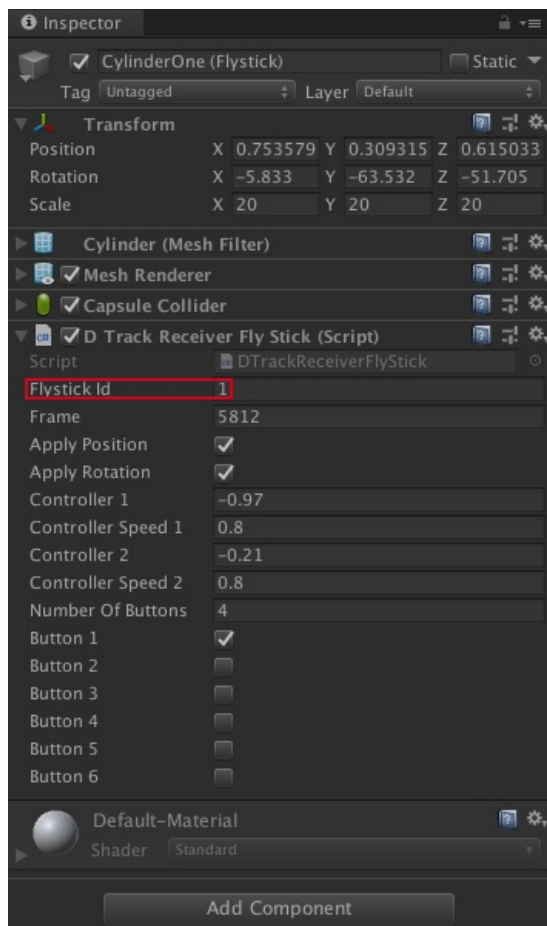 Inspector
CylinderOne (Flystick) Static
Tag Untagged Layer Default
Transform
Position X 0.753579 Y 0.309315 Z 0.615033
Rotation X -5.833 Y -63.532 Z -51.705
Scale X 20 Y 20 Z 20
Cylinder (Mesh Filter)
Mesh Renderer
Capsule Collider
D Track Receiver Fly Stick (Script)
Script DTrackReceiverFlyStick
Flystick Id 1
Frame 5812
Apply Position
Apply Rotation
Controller 1 -0.97
Controller Speed 1 0.8
Controller 2 -0.21
Controller Speed 2 0.8
Number Of Buttons 4
Button 1
Button 2
Button 3
Button 4
Button 5
Button 6
Default-Material
Shader Standard
Add Component